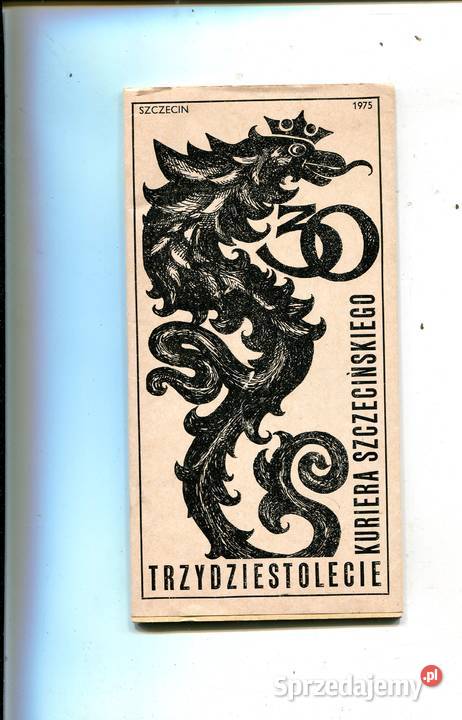 SZCZECIN 1975
30
KURIERA SZCZECIŃSKIEGO
TRZYDZIESTOLECIE
Sprzedajemy.pl